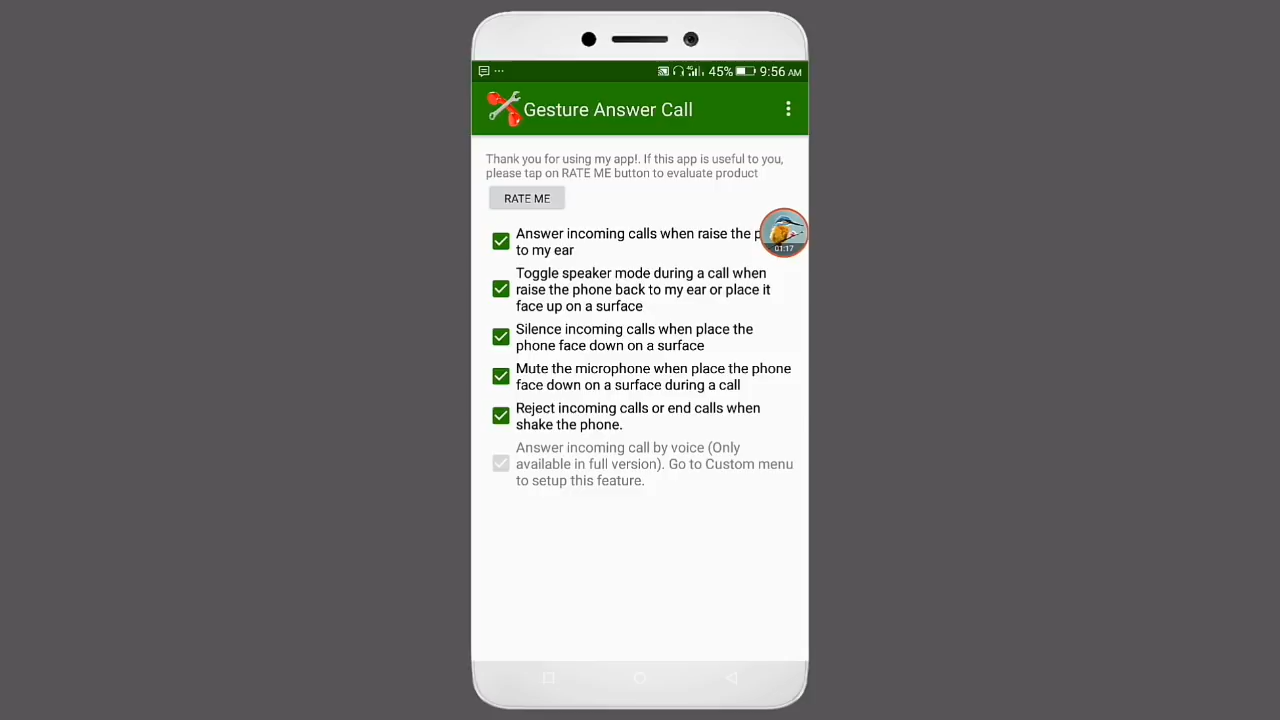 45% 9:56 AM
Gesture Answer Call
Thank you for using my app!. If this app is useful to you,
please tap on RATE ME button to evaluate product
RATE ME
Answer incoming calls when raise the
to my ear
01:17
Toggle speaker mode during a call when
raise the phone back to my ear or place it
face up on a surface
Silence incoming calls when place the
phone face down on a surface
Mute the microphone when place the phone
face down on a surface during a call
Reject incoming calls or end calls when
shake the phone.
Answer incoming call by voice (Only
available in full version). Go to Custom menu
to setup this feature.